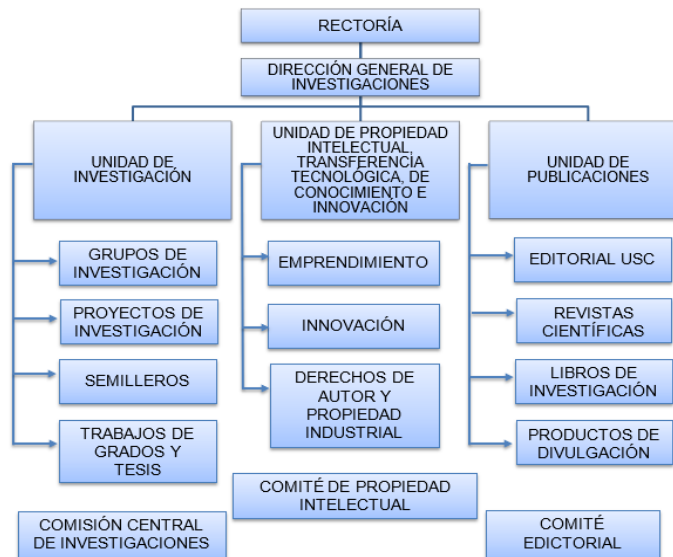 RECTORÍA
DIRECCIÓN GENERAL DE
INVESTIGACIONES
UNIDAD DE
INVESTIGACIÓN
GRUPOS DE
INVESTIGACIÓN
PROYECTOS DE
INVESTIGACIÓN
SEMILLEROS
TRABAJOS DE
GRADOS Y
TESIS
UNIDAD DE PROPIEDAD
INTELECTUAL,
TRANSFERENCIA
TECNOLÓGICA, DE
CONOCIMIENTO E
INNOVACIÓN
EMPRENDIMIENTO
INNOVACIÓN
DERECHOS DE
AUTOR Y
PROPIEDAD
INDUSTRIAL
UNIDAD DE
PUBLICACIONES
EDITORIAL USC
REVISTAS
CIENTÍFICAS
LIBROS DE
INVESTIGACIÓN
PRODUCTOS DE
DIVULGACIÓN
COMISIÓN CENTRAL
DE INVESTIGACIONES
COMITÉ DE PROPIEDAD
INTELECTUAL
COMITÉ
EDICTORIAL